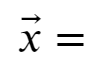 x⃗ =